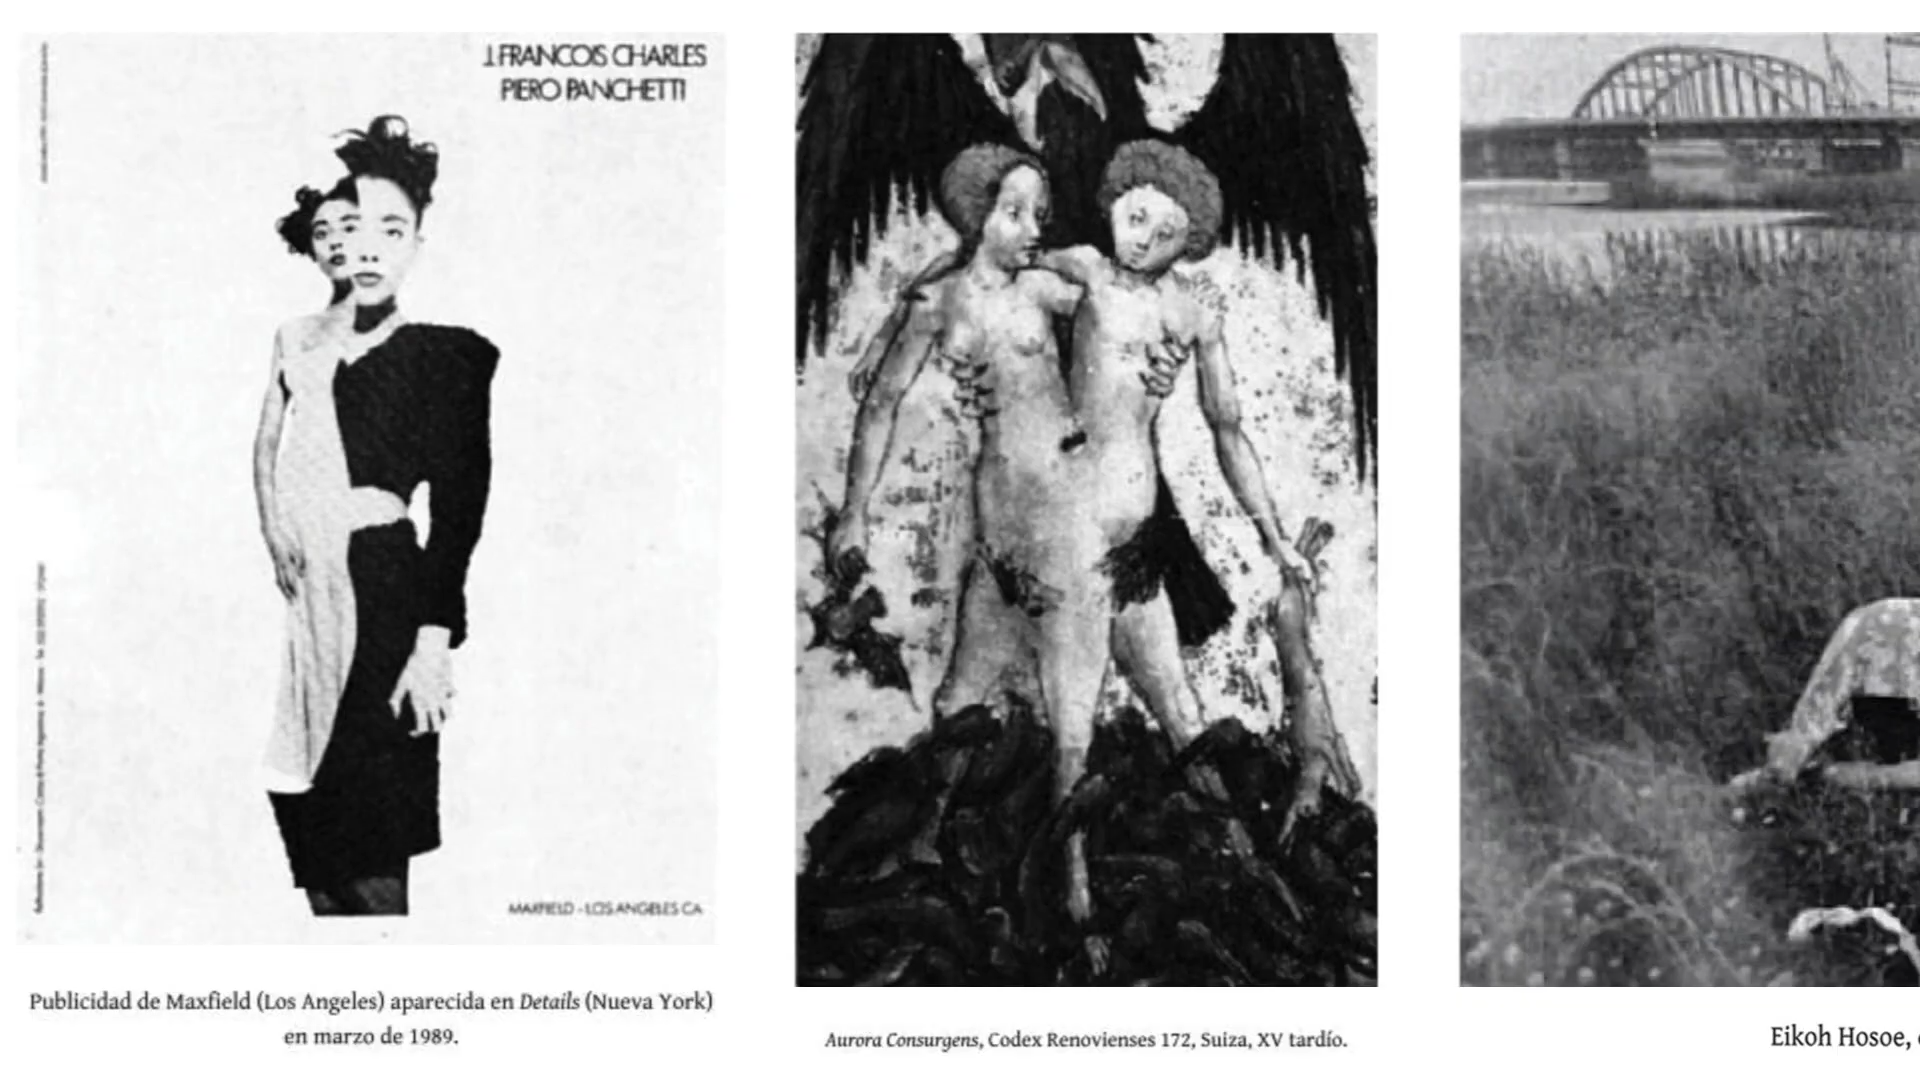 J. FRANCOIS CHARLES
PIERO PANCHETTI
MAXFIELD - LOS ANGELES CA
Publicidad de Maxfield (Los Angeles) aparecida en Details (Nueva York)
en marzo de 1989.
Aurora Consurgens, Codex Renovienses 172, Suiza, XV tardío.
Eikoh Hosoe,